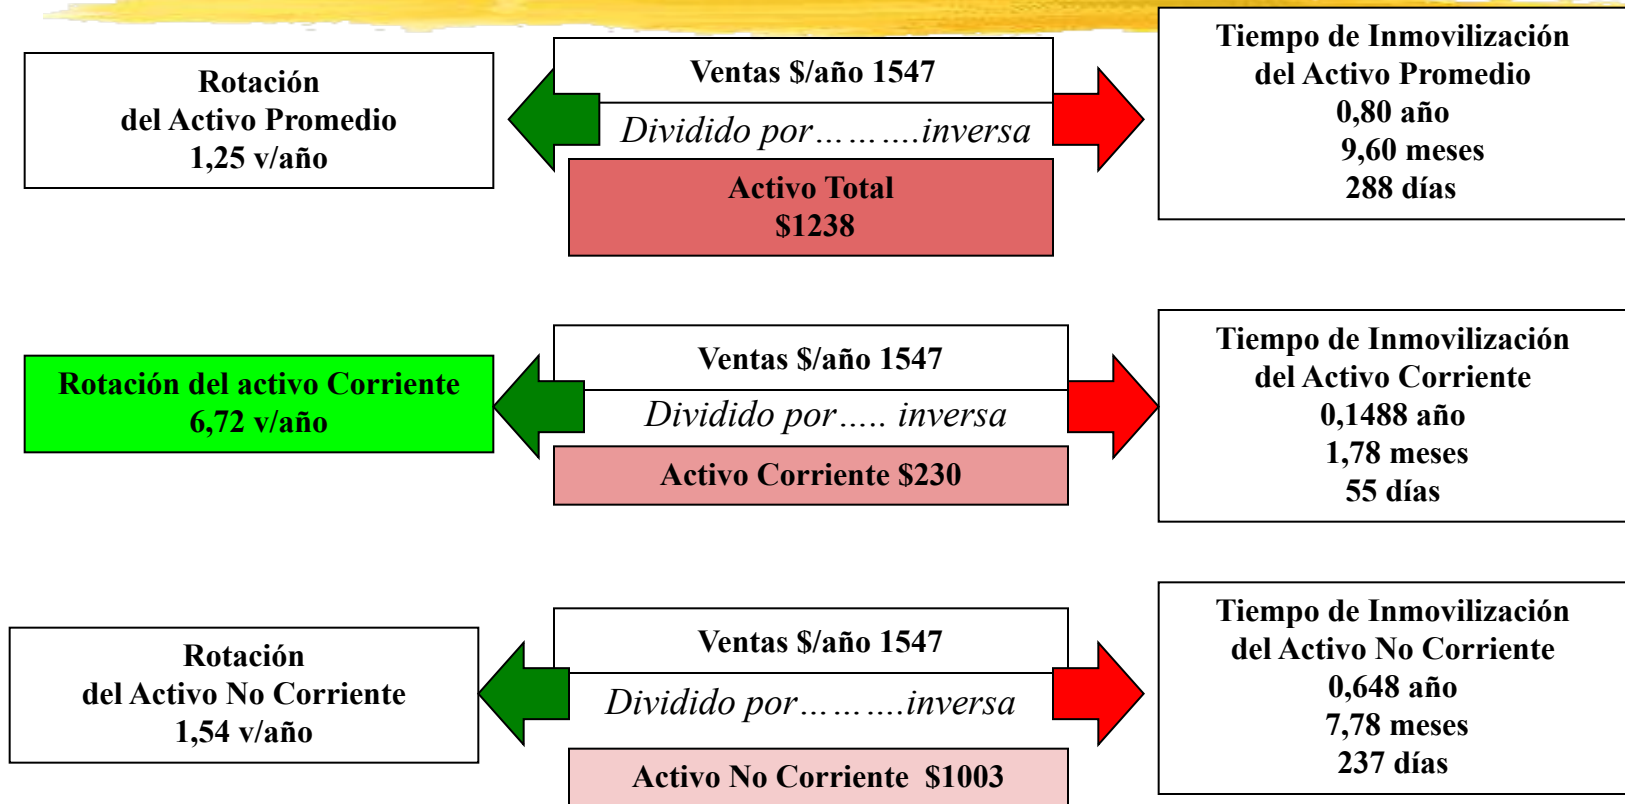 Rotación
del Activo Promedio
1,25 v/año
Ventas $/año 1547
Dividido por……….inversa
Activo Total
$1238
Tiempo de Inmovilización
del Activo Promedio
0,80 año
9,60 meses
288 días
Rotación del activo Corriente
6,72 v/año
Ventas $/año 1547
Dividido por….. inversa
Activo Corriente $230
Tiempo de Inmovilización
del Activo Corriente
0,1488 año
1,78 meses
55 días
Rotación
del Activo No Corriente
1,54 v/año
Ventas $/año 1547
Dividido por……….inversa
Activo No Corriente $1003
Tiempo de Inmovilización
del Activo No Corriente
0,648 año
7,78 meses
237 días